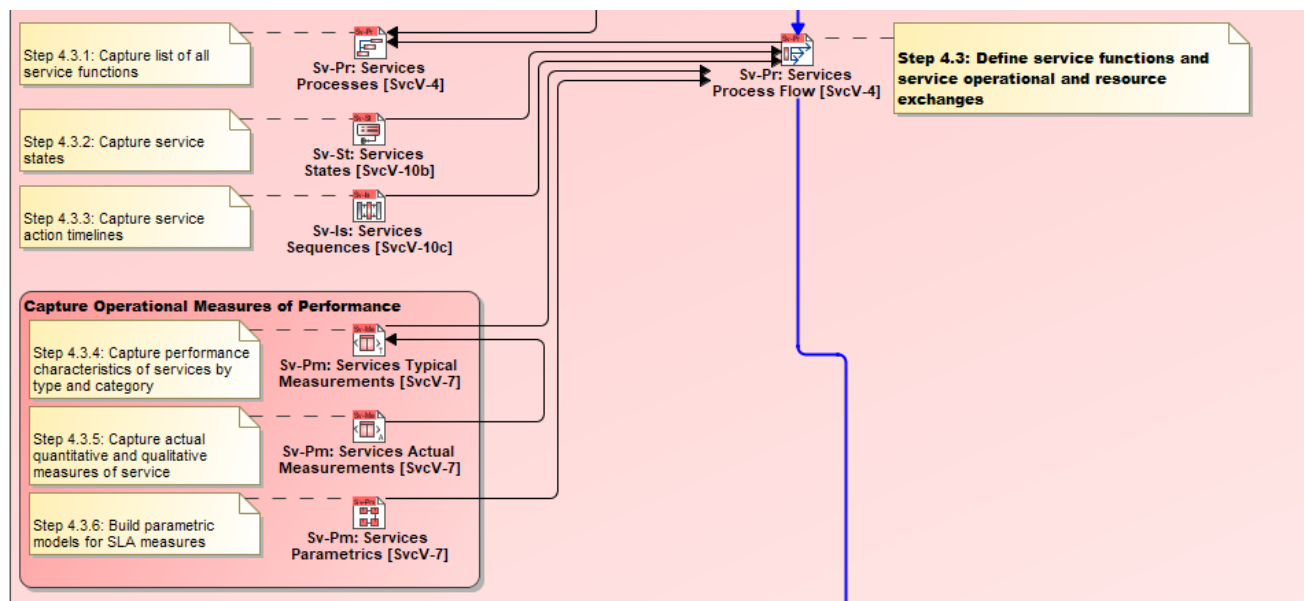 Step 4.3.1: Capture list of all
service functions
Sv-Pr
Sv-Pr: Services
Processes [SvcV-4]
Sv-Pr
Sv-Pr: Services
Process Flow [SvcV-4]
Step 4.3: Define service functions and
service operational and resource
exchanges
Step 4.3.2: Capture service
states
Sv-St
Sv-St: Services
States [SvcV-10b]
Step 4.3.3: Capture service
action timelines
Sv-Is
Sv-Is: Services
Sequences [SvcV-10c]
Capture Operational Measures of Performance
Step 4.3.4: Capture performance
characteristics of services by
type and category
Sv-Me
T
Sv-Pm: Services Typical
Measurements [SvcV-7]
Step 4.3.5: Capture actual
quantitative and qualitative
measures of service
Sv-Me
A
Sv-Pm: Services Actual
Measurements [SvcV-7]
Step 4.3.6: Build parametric
models for SLA measures
Sv-Pm: Services
Parametrics [SvcV-7]